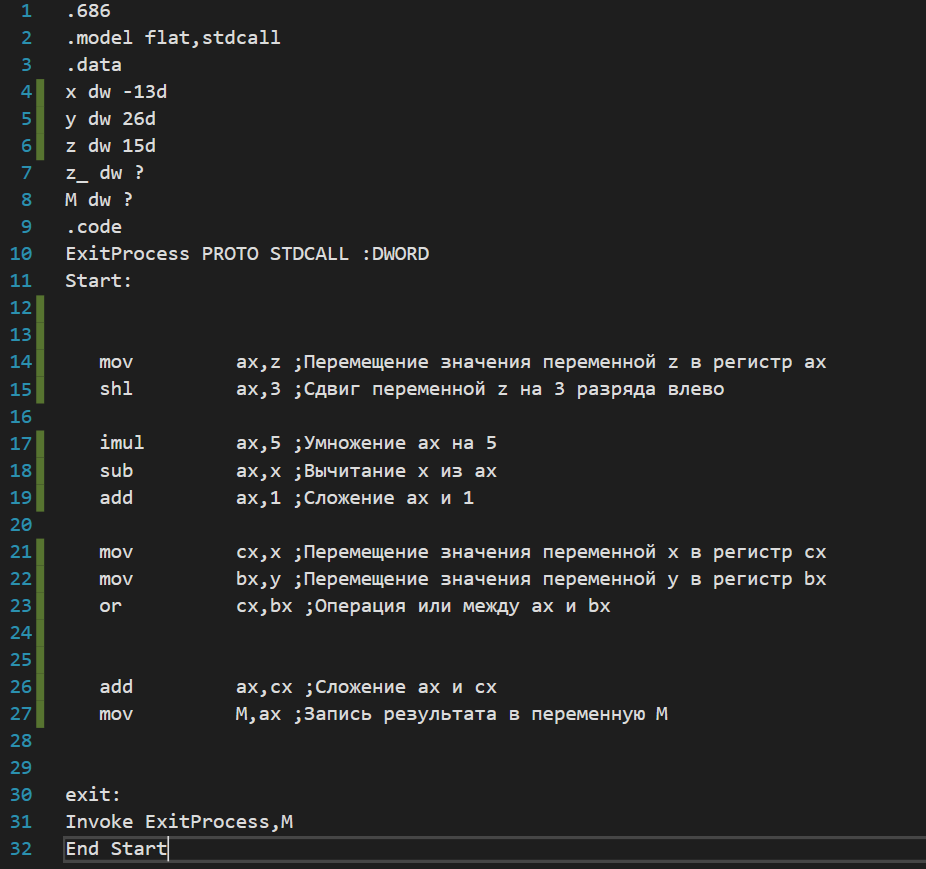 1 .686
2 .model flat,stdcall
3 .data
4 x dw -13d
5 y dw 26d
6 z dw 15d
7 z_ dw ?
8 M dw ?
9 .code
10 ExitProcess PROTO STDCALL :DWORD
11 Start:
12
13
14 mov ax,z ;Перемещение значения переменной z в регистр ax
15 shl ax,3 ;Сдвиг переменной z на 3 разряда влево
16
17 imul ax,5 ;Умножение ax на 5
18 sub ax,x ;Вычитание x из ax
19 add ax,1 ;Сложение ax и 1
20
21 mov cx,x ;Перемещение значения переменной x в регистр cx
22 mov bx,y ;Перемещение значения переменной y в регистр bx
23 or cx,bx ;Операция или между ax и bx
24
25
26 add ax,cx ;Сложение ax и cx
27 mov M,ax ;Запись результата в переменную M
28
29
30 exit:
31 Invoke ExitProcess,M
32 End Start